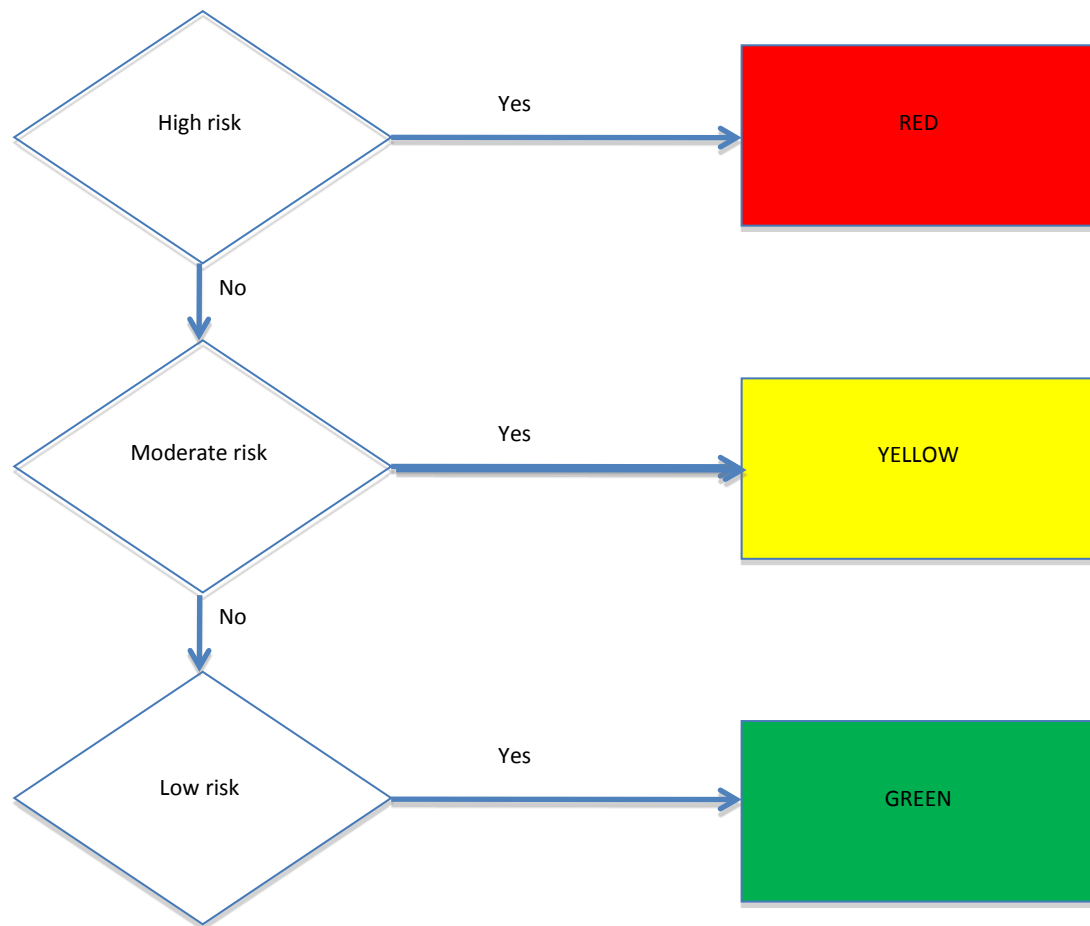 High risk
Yes
RED
No
Moderate risk
Yes
YELLOW
No
Low risk
Yes
GREEN